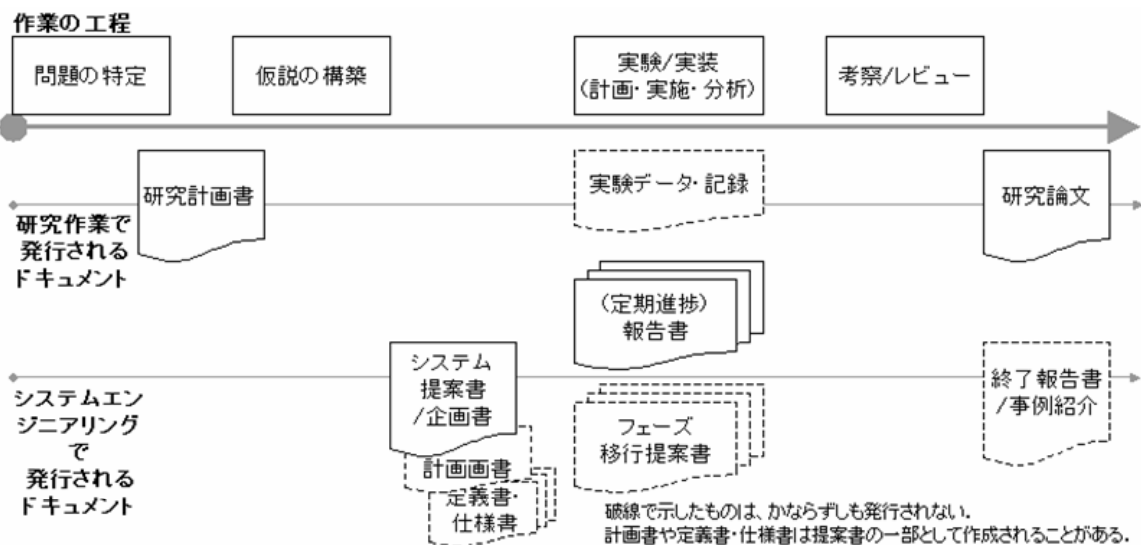 作業の工程
問題の特定
仮説の構築
実験/実装
(計画・実施・分析)
考察/レビュー
研究計画書
実験データ・記録
研究論文
研究作業で
発行される
ドキュメント
(定期進捗)
報告書
システム
提案書
/企画書
終了報告書
/事例紹介
システムエン
ジニアリング
で
発行される
ドキュメント
フェーズ
移行提案書
計画画書
定義書・
仕様書
破線で示したものは、かならずしも発行されない。
計画書や定義書・仕様書は提案書の一部として作成されることがある。